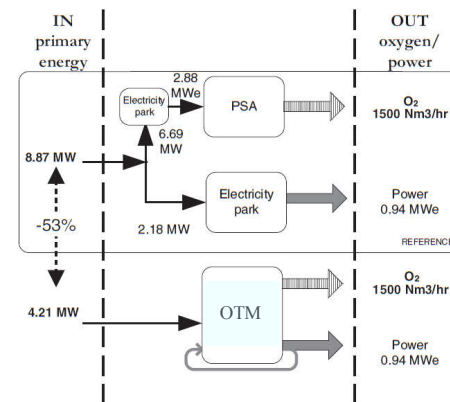 IN
primary
energy
OUT
oxygen/
power
2.88
MWe
Electricity
park
PSA
O2
1500 Nm3/hr
6.69
MW
8.87 MW
Electricity
park
Power
0.94 MWe
-53%
2.18 MW
REFERENCE
O2
1500 Nm3/hr
4.21 MW
OTM
Power
0.94 MWe